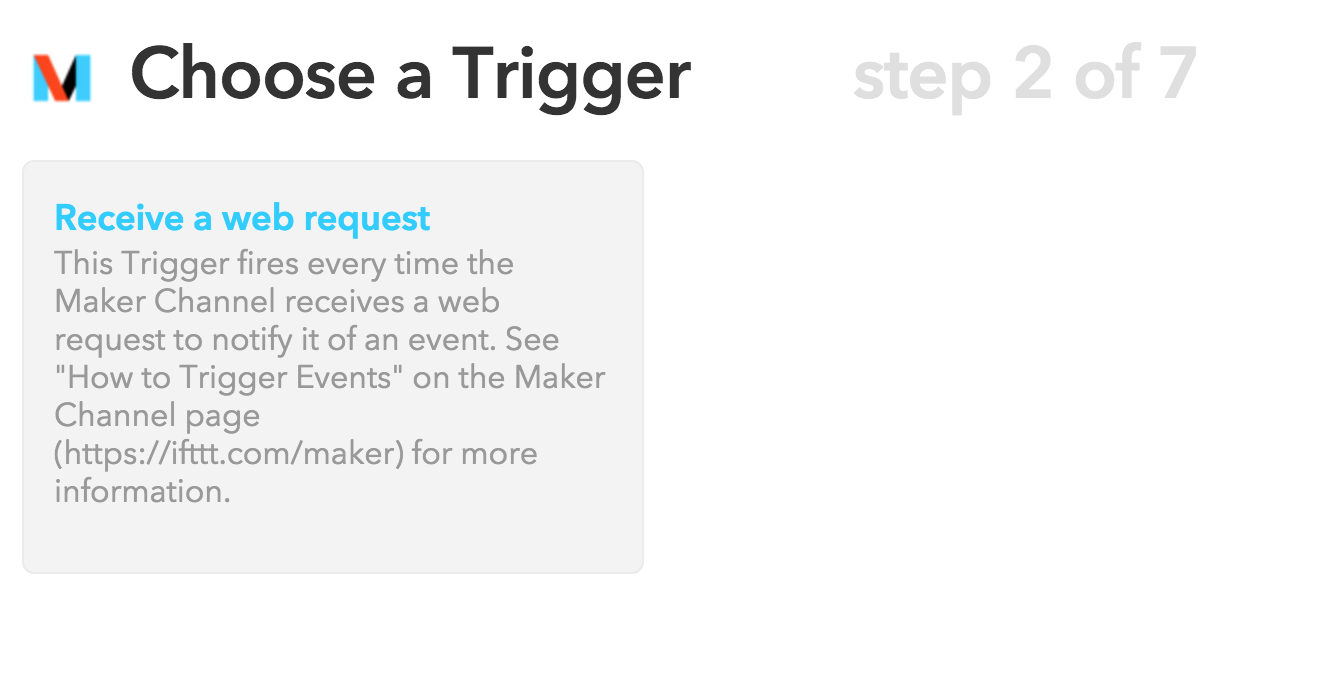 Choose a Trigger step 2 of 7
Receive a web request
This Trigger fires every time the
Maker Channel receives a web
request to notify it of an event. See
"How to Trigger Events" on the Maker
Channel page
(https://ifttt.com/maker) for more
information.